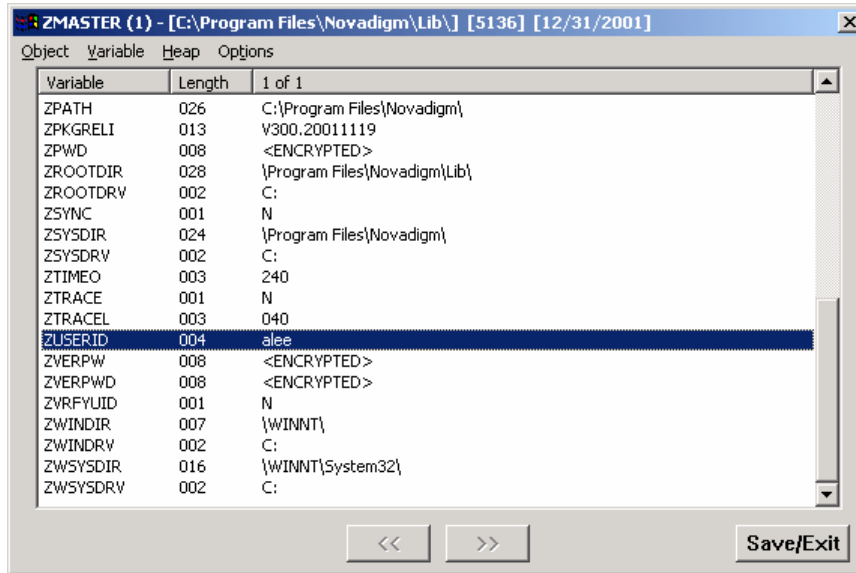 ZMASTER (1) - [C:\Program Files\Novadigm\Lib\] [5136] [12/31/2001]
Object Variable Heap Options
Variable Length 1 of 1
ZPATH 026 C:\Program Files\Novadigm\
ZPKGRELI 013 V300.20011119
ZPWD 008 <ENCRYPTED>
ZROOTDIR 028 \Program Files\Novadigm\Lib\
ZROOTDRV 002 C:
ZSYNC 001 N
ZSYSDIR 024 \Program Files\Novadigm\
ZSYSDRV 002 C:
ZTIMEO 003 240
ZTRACE 001 N
ZTRACEL 003 040
ZUSERID 004 alee
ZVERPW 008 <ENCRYPTED>
ZVERPWD 008 <ENCRYPTED>
ZVRFYUID 001 N
ZWINDIR 007 \WINNT\
ZWINDRV 002 C:
ZWSYSDIR 016 \WINNT\System32\
ZWSYSDRV 002 C:
<< >> Save/Exit